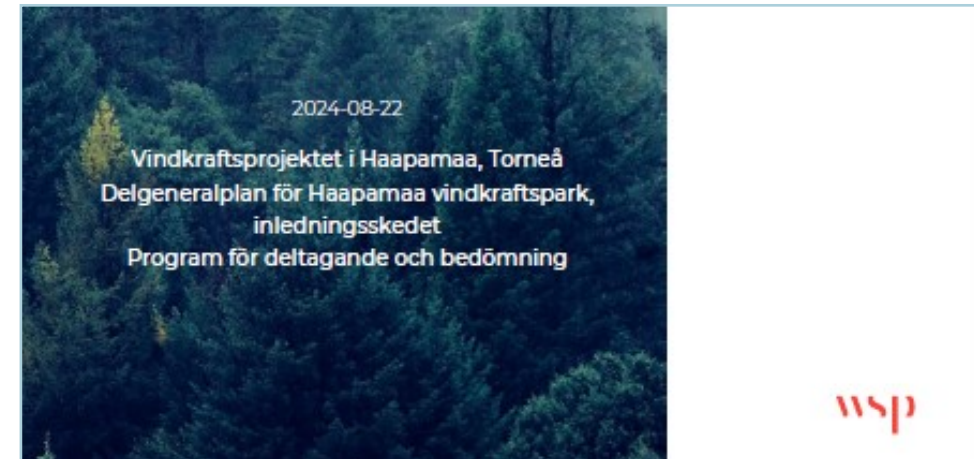 2024-08-22
Vindkraftsprojektet i Haapamaa, Torneå
Delgeneralplan för Haapamaa vindkraftspark,
inledningsskedet
Program för deltagande och bedömning
wsp